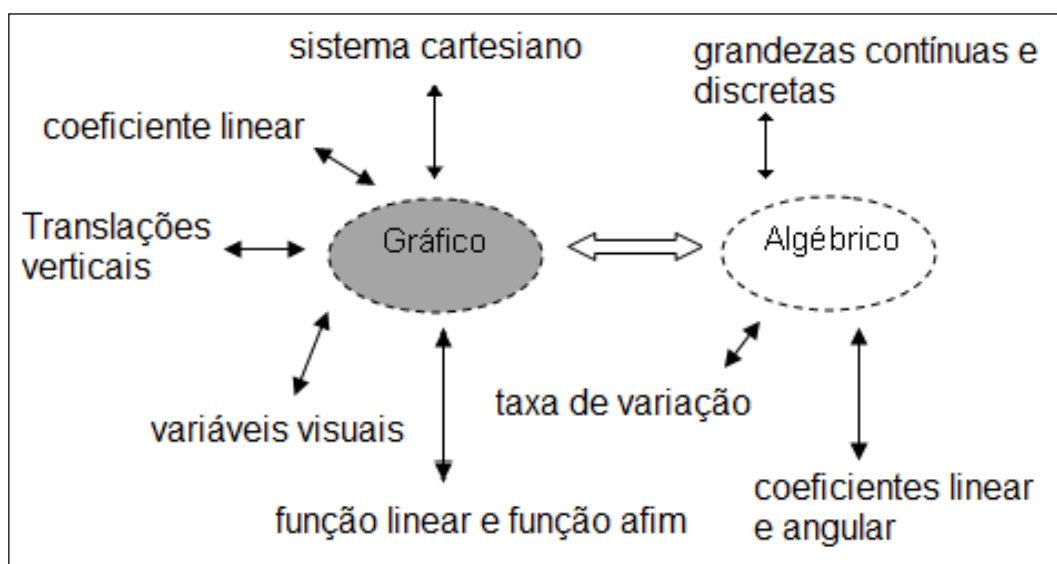 sistema cartesiano
grandezas contínuas e
discretas
coeficiente linear
Translações
verticais
Gráfico
Algébrico
variáveis visuais
taxa de variação
função linear e função afim
coeficientes linear
e angular